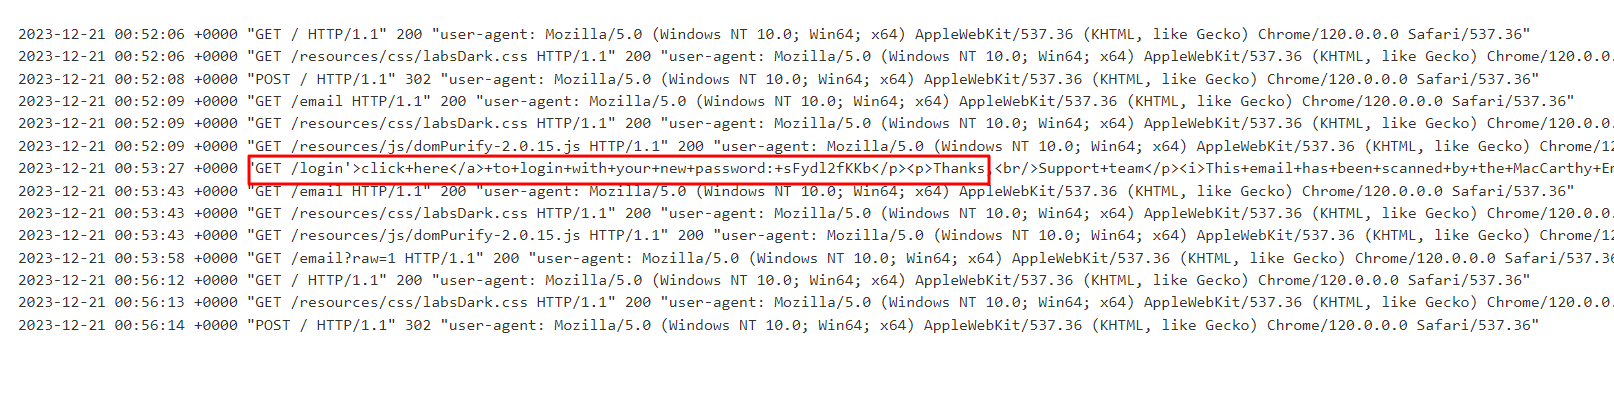 2023-12-21 00:52:06 +0000 "GET / HTTP/1.1" 200 "user-agent: Mozilla/5.0 (Windows NT 10.0; Win64; x64) AppleWebKit/537.36 (KHTML, like Gecko) Chrome/120.0.0.0 Safari/537.36"
2023-12-21 00:52:06 +0000 "GET /resources/css/labsDark.css HTTP/1.1" 200 "user-agent: Mozilla/5.0 (Windows NT 10.0; Win64; x64) AppleWebKit/537.36 (KHTML, like Gecko) Chrome/120.0.0.
2023-12-21 00:52:08 +0000 "POST / HTTP/1.1" 302 "user-agent: Mozilla/5.0 (Windows NT 10.0; Win64; x64) AppleWebKit/537.36 (KHTML, like Gecko) Chrome/120.0.0.0 Safari/537.36"
2023-12-21 00:52:09 +0000 "GET /email HTTP/1.1" 200 "user-agent: Mozilla/5.0 (Windows NT 10.0; Win64; x64) AppleWebKit/537.36 (KHTML, like Gecko) Chrome/120.0.0.0 Safari/537.36"
2023-12-21 00:52:09 +0000 "GET /resources/css/labsDark.css HTTP/1.1" 200 "user-agent: Mozilla/5.0 (Windows NT 10.0; Win64; x64) AppleWebKit/537.36 (KHTML, like Gecko) Chrome/120.0.0.
2023-12-21 00:52:09 +0000 "GET /resources/js/domPurify-2.0.15.js HTTP/1.1" 200 "user-agent: Mozilla/5.0 (Windows NT 10.0; Win64; x64) AppleWebKit/537.36 (KHTML, like Gecko) Chrome/12
2023-12-21 00:53:27 +0000 "GET /login'>click+here</a>+to+login+with+your+new+password:+sFydl2fKKb</p><p>Thanks,<br/>Support+team</p><i>This+email+has+been+scanned+by+the+MacCarthy+E
2023-12-21 00:53:43 +0000 "GET /email HTTP/1.1" 200 "user-agent: Mozilla/5.0 (Windows NT 10.0; Win64; x64) AppleWebKit/537.36 (KHTML, like Gecko) Chrome/120.0.0.0 Safari/537.36"
2023-12-21 00:53:43 +0000 "GET /resources/css/labsDark.css HTTP/1.1" 200 "user-agent: Mozilla/5.0 (Windows NT 10.0; Win64; x64) AppleWebKit/537.36 (KHTML, like Gecko) Chrome/120.0.0.
2023-12-21 00:53:43 +0000 "GET /resources/js/domPurify-2.0.15.js HTTP/1.1" 200 "user-agent: Mozilla/5.0 (Windows NT 10.0; Win64; x64) AppleWebKit/537.36 (KHTML, like Gecko) Chrome/12
2023-12-21 00:53:58 +0000 "GET /email?raw=1 HTTP/1.1" 200 "user-agent: Mozilla/5.0 (Windows NT 10.0; Win64; x64) AppleWebKit/537.36 (KHTML, like Gecko) Chrome/120.0.0.0 Safari/537.36
2023-12-21 00:56:12 +0000 "GET / HTTP/1.1" 200 "user-agent: Mozilla/5.0 (Windows NT 10.0; Win64; x64) AppleWebKit/537.36 (KHTML, like Gecko) Chrome/120.0.0.0 Safari/537.36"
2023-12-21 00:56:13 +0000 "GET /resources/css/labsDark.css HTTP/1.1" 200 "user-agent: Mozilla/5.0 (Windows NT 10.0; Win64; x64) AppleWebKit/537.36 (KHTML, like Gecko) Chrome/120.0.0.
2023-12-21 00:56:14 +0000 "POST / HTTP/1.1" 302 "user-agent: Mozilla/5.0 (Windows NT 10.0; Win64; x64) AppleWebKit/537.36 (KHTML, like Gecko) Chrome/120.0.0.0 Safari/537.36"